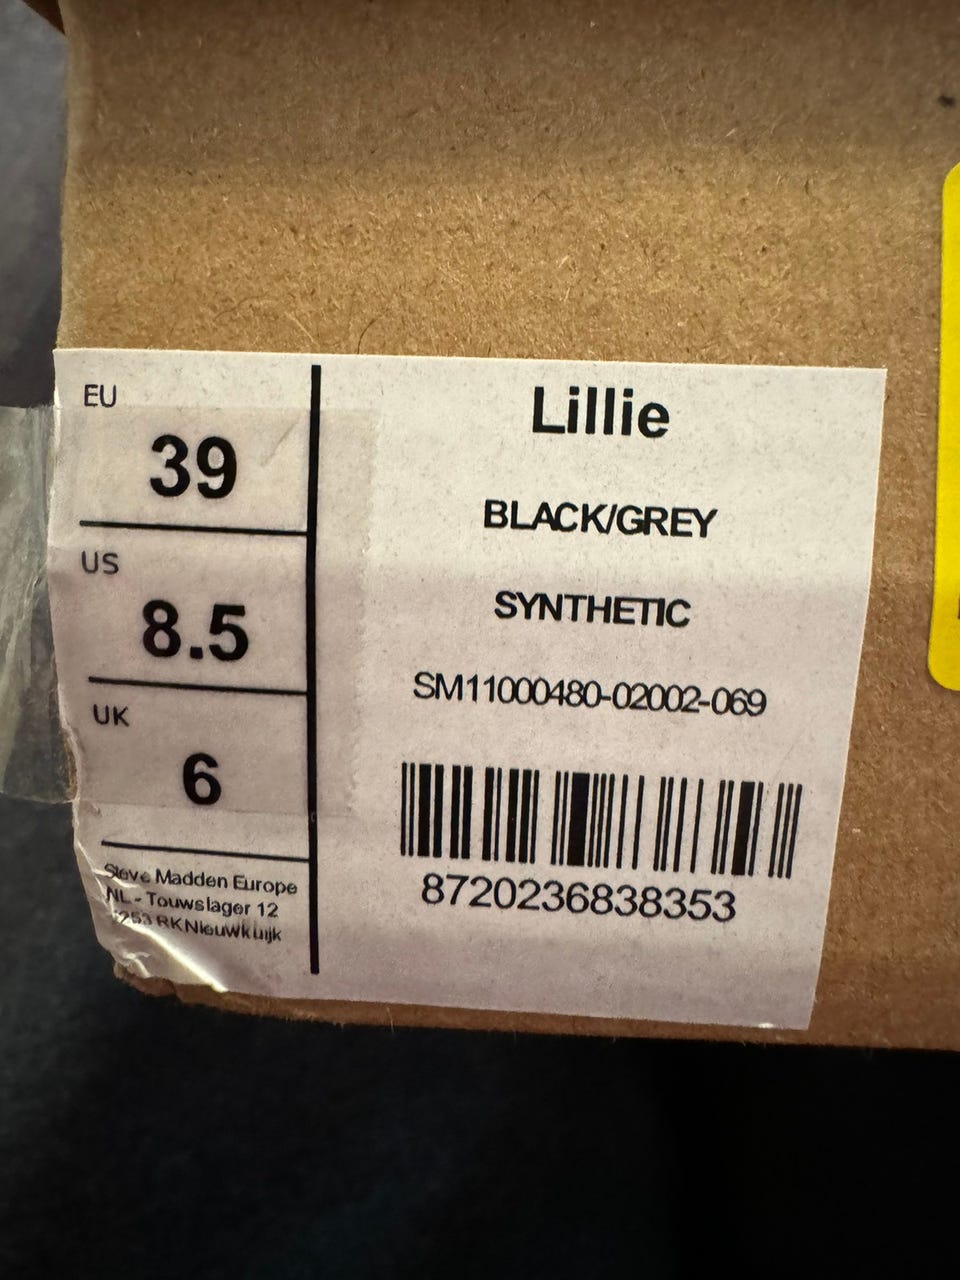 EU
39
US
8.5
UK
6
Steve Madden Europe
NL - Touwslager 12
5253 RK Nieuwkuijk
Lillie
BLACK/GREY
SYNTHETIC
SM11000480-02002-069
8720236838353